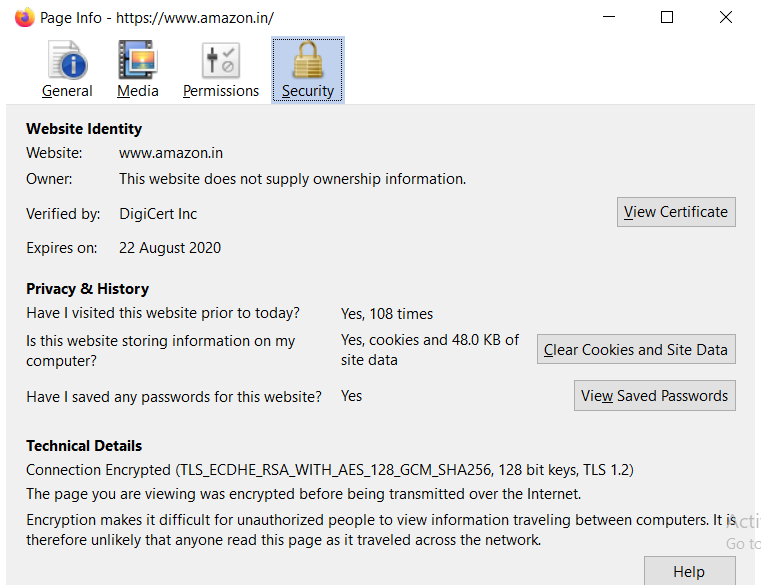 Page Info - https://www.amazon.in/
General Media Permissions Security
Website Identity
Website: www.amazon.in
Owner: This website does not supply ownership information.
Verified by: DigiCert Inc View Certificate
Expires on: 22 August 2020
Privacy & History
Have I visited this website prior to today? Yes, 108 times
Is this website storing information on my Yes, cookies and 48.0 KB of Clear Cookies and Site Data
computer? site data
Have I saved any passwords for this website? Yes View Saved Passwords
Technical Details
Connection Encrypted (TLS_ECDHE_RSA_WITH_AES_128_GCM_SHA256, 128 bit keys, TLS 1.2)
The page you are viewing was encrypted before being transmitted over the Internet.
Encryption makes it difficult for unauthorized people to view information traveling between computers. It is
therefore unlikely that anyone read this page as it traveled across the network.
Go to
Help